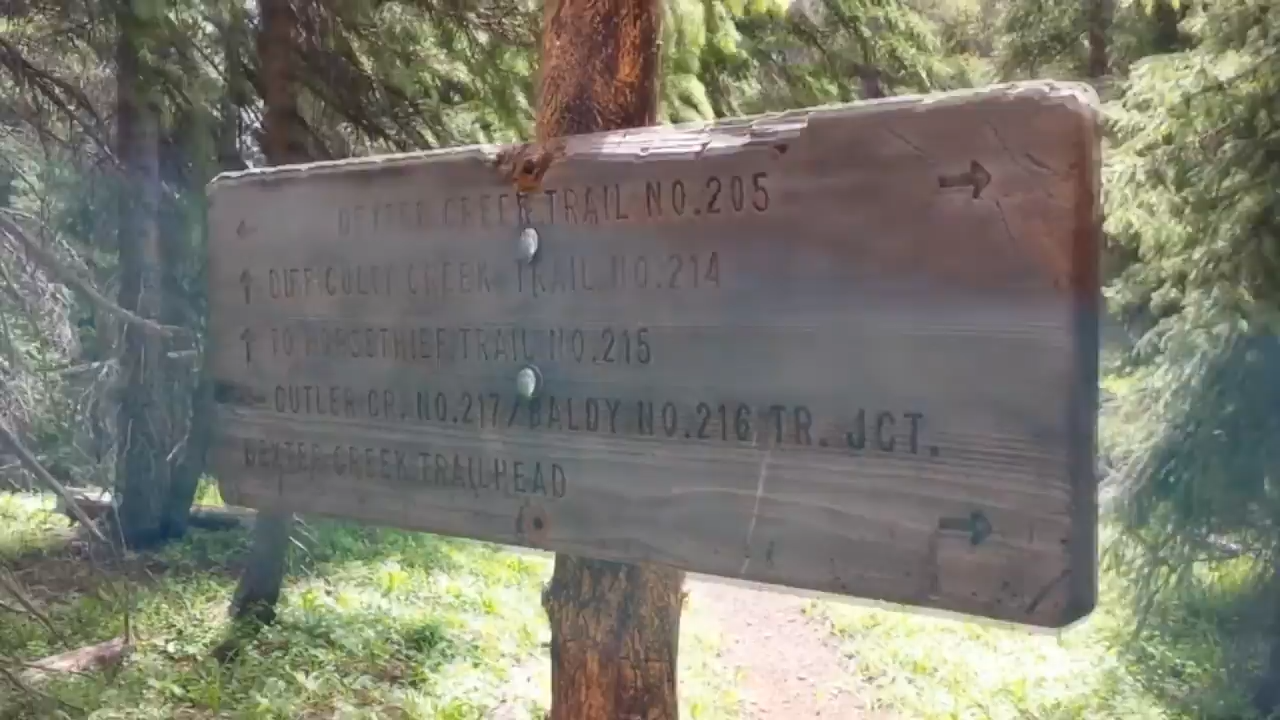 ← DEXTER CREEK TRAIL NO.205 →
↑ DIFFICULTY CREEK TRAIL NO.214
↑ TO HORSETHIEF TRAIL NO.215
← CUTLER CR. NO.217/BALDY NO.216 TR. JCT.
DEXTER CREEK TRAILHEAD →